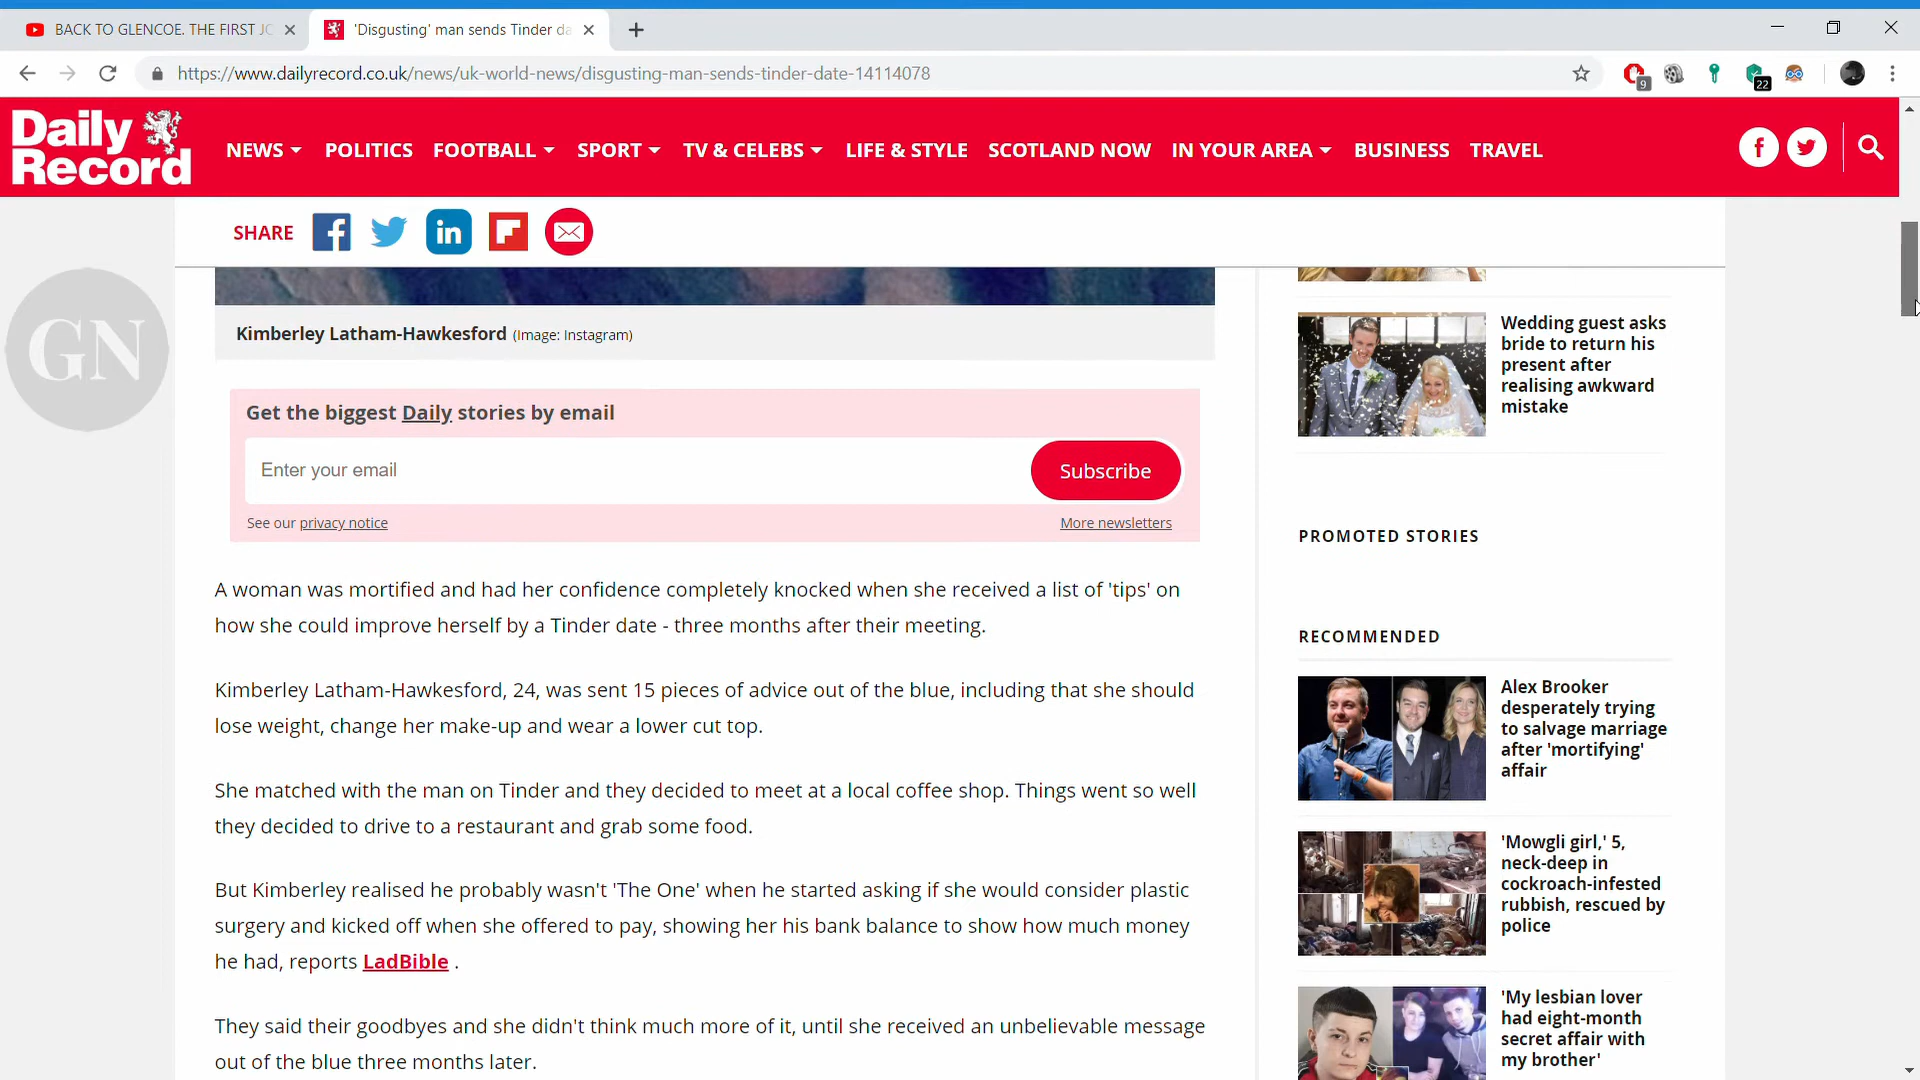 BACK TO GLENCOE. THE FIRST JO
'Disgusting' man sends Tinder da
https://www.dailyrecord.co.uk/news/uk-world-news/disgusting-man-sends-tinder-date-14114078
9
22
Daily
Record
NEWS
POLITICS
FOOTBALL
SPORT
TV & CELEBS
LIFE & STYLE
SCOTLAND NOW
IN YOUR AREA
BUSINESS
TRAVEL
SHARE
GN
Kimberley Latham-Hawkesford (Image: Instagram)
Get the biggest Daily stories by email
Enter your email
Subscribe
See our privacy notice
More newsletters
A woman was mortified and had her confidence completely knocked when she received a list of 'tips' on
how she could improve herself by a Tinder date - three months after their meeting.
Kimberley Latham-Hawkesford, 24, was sent 15 pieces of advice out of the blue, including that she should
lose weight, change her make-up and wear a lower cut top.
She matched with the man on Tinder and they decided to meet at a local coffee shop. Things went so well
they decided to drive to a restaurant and grab some food.
But Kimberley realised he probably wasn't 'The One' when he started asking if she would consider plastic
surgery and kicked off when she offered to pay, showing her his bank balance to show how much money
he had, reports LadBible .
They said their goodbyes and she didn't think much more of it, until she received an unbelievable message
out of the blue three months later.
Wedding guest asks
bride to return his
present after
realising awkward
mistake
PROMOTED STORIES
RECOMMENDED
Alex Brooker
desperately trying
to salvage marriage
after 'mortifying'
affair
'Mowgli girl,' 5,
neck-deep in
cockroach-infested
rubbish, rescued by
police
'My lesbian lover
had eight-month
secret affair with
my brother'